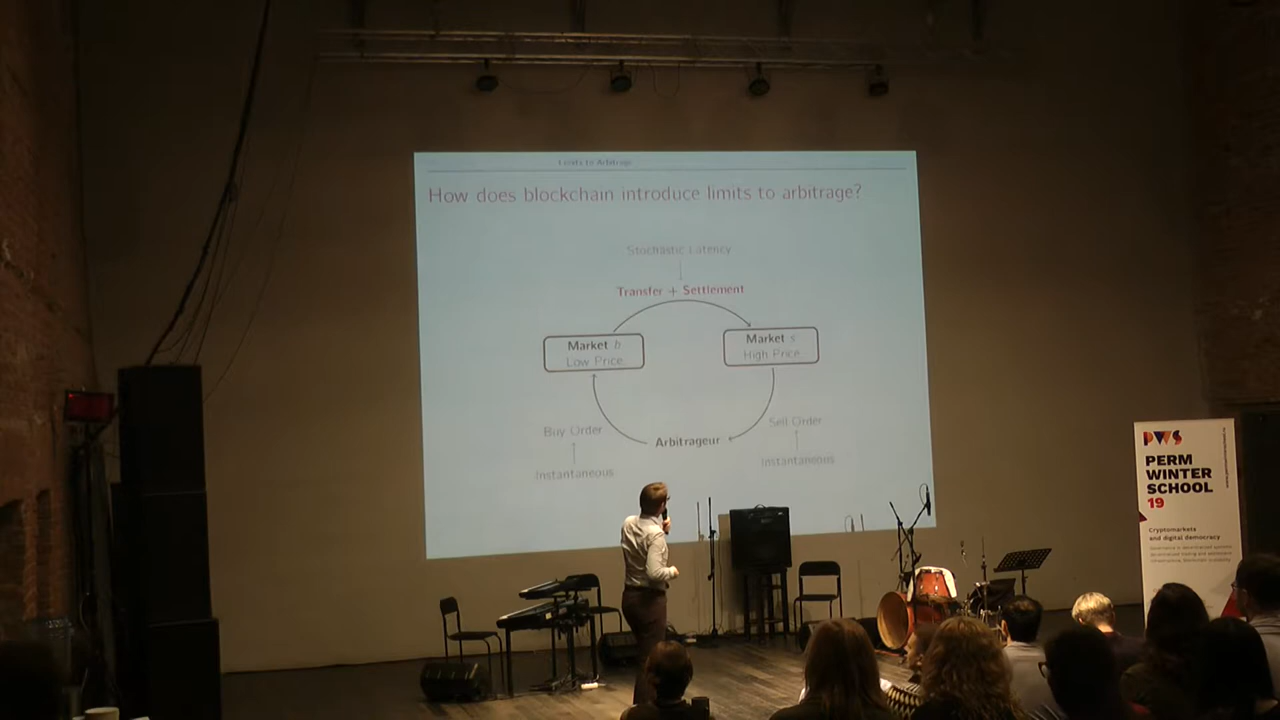 Limits to Arbitrage
How does blockchain introduce limits to arbitrage?
Stochastic Latency
Transfer + Settlement
Market b
Low Price
Market s
High Price
Buy Order
Sell Order
Arbitrageur
Instantaneous
Instantaneous
PWS
PERM
WINTER
SCHOOL
19
Cryptomarkets
and digital democracy